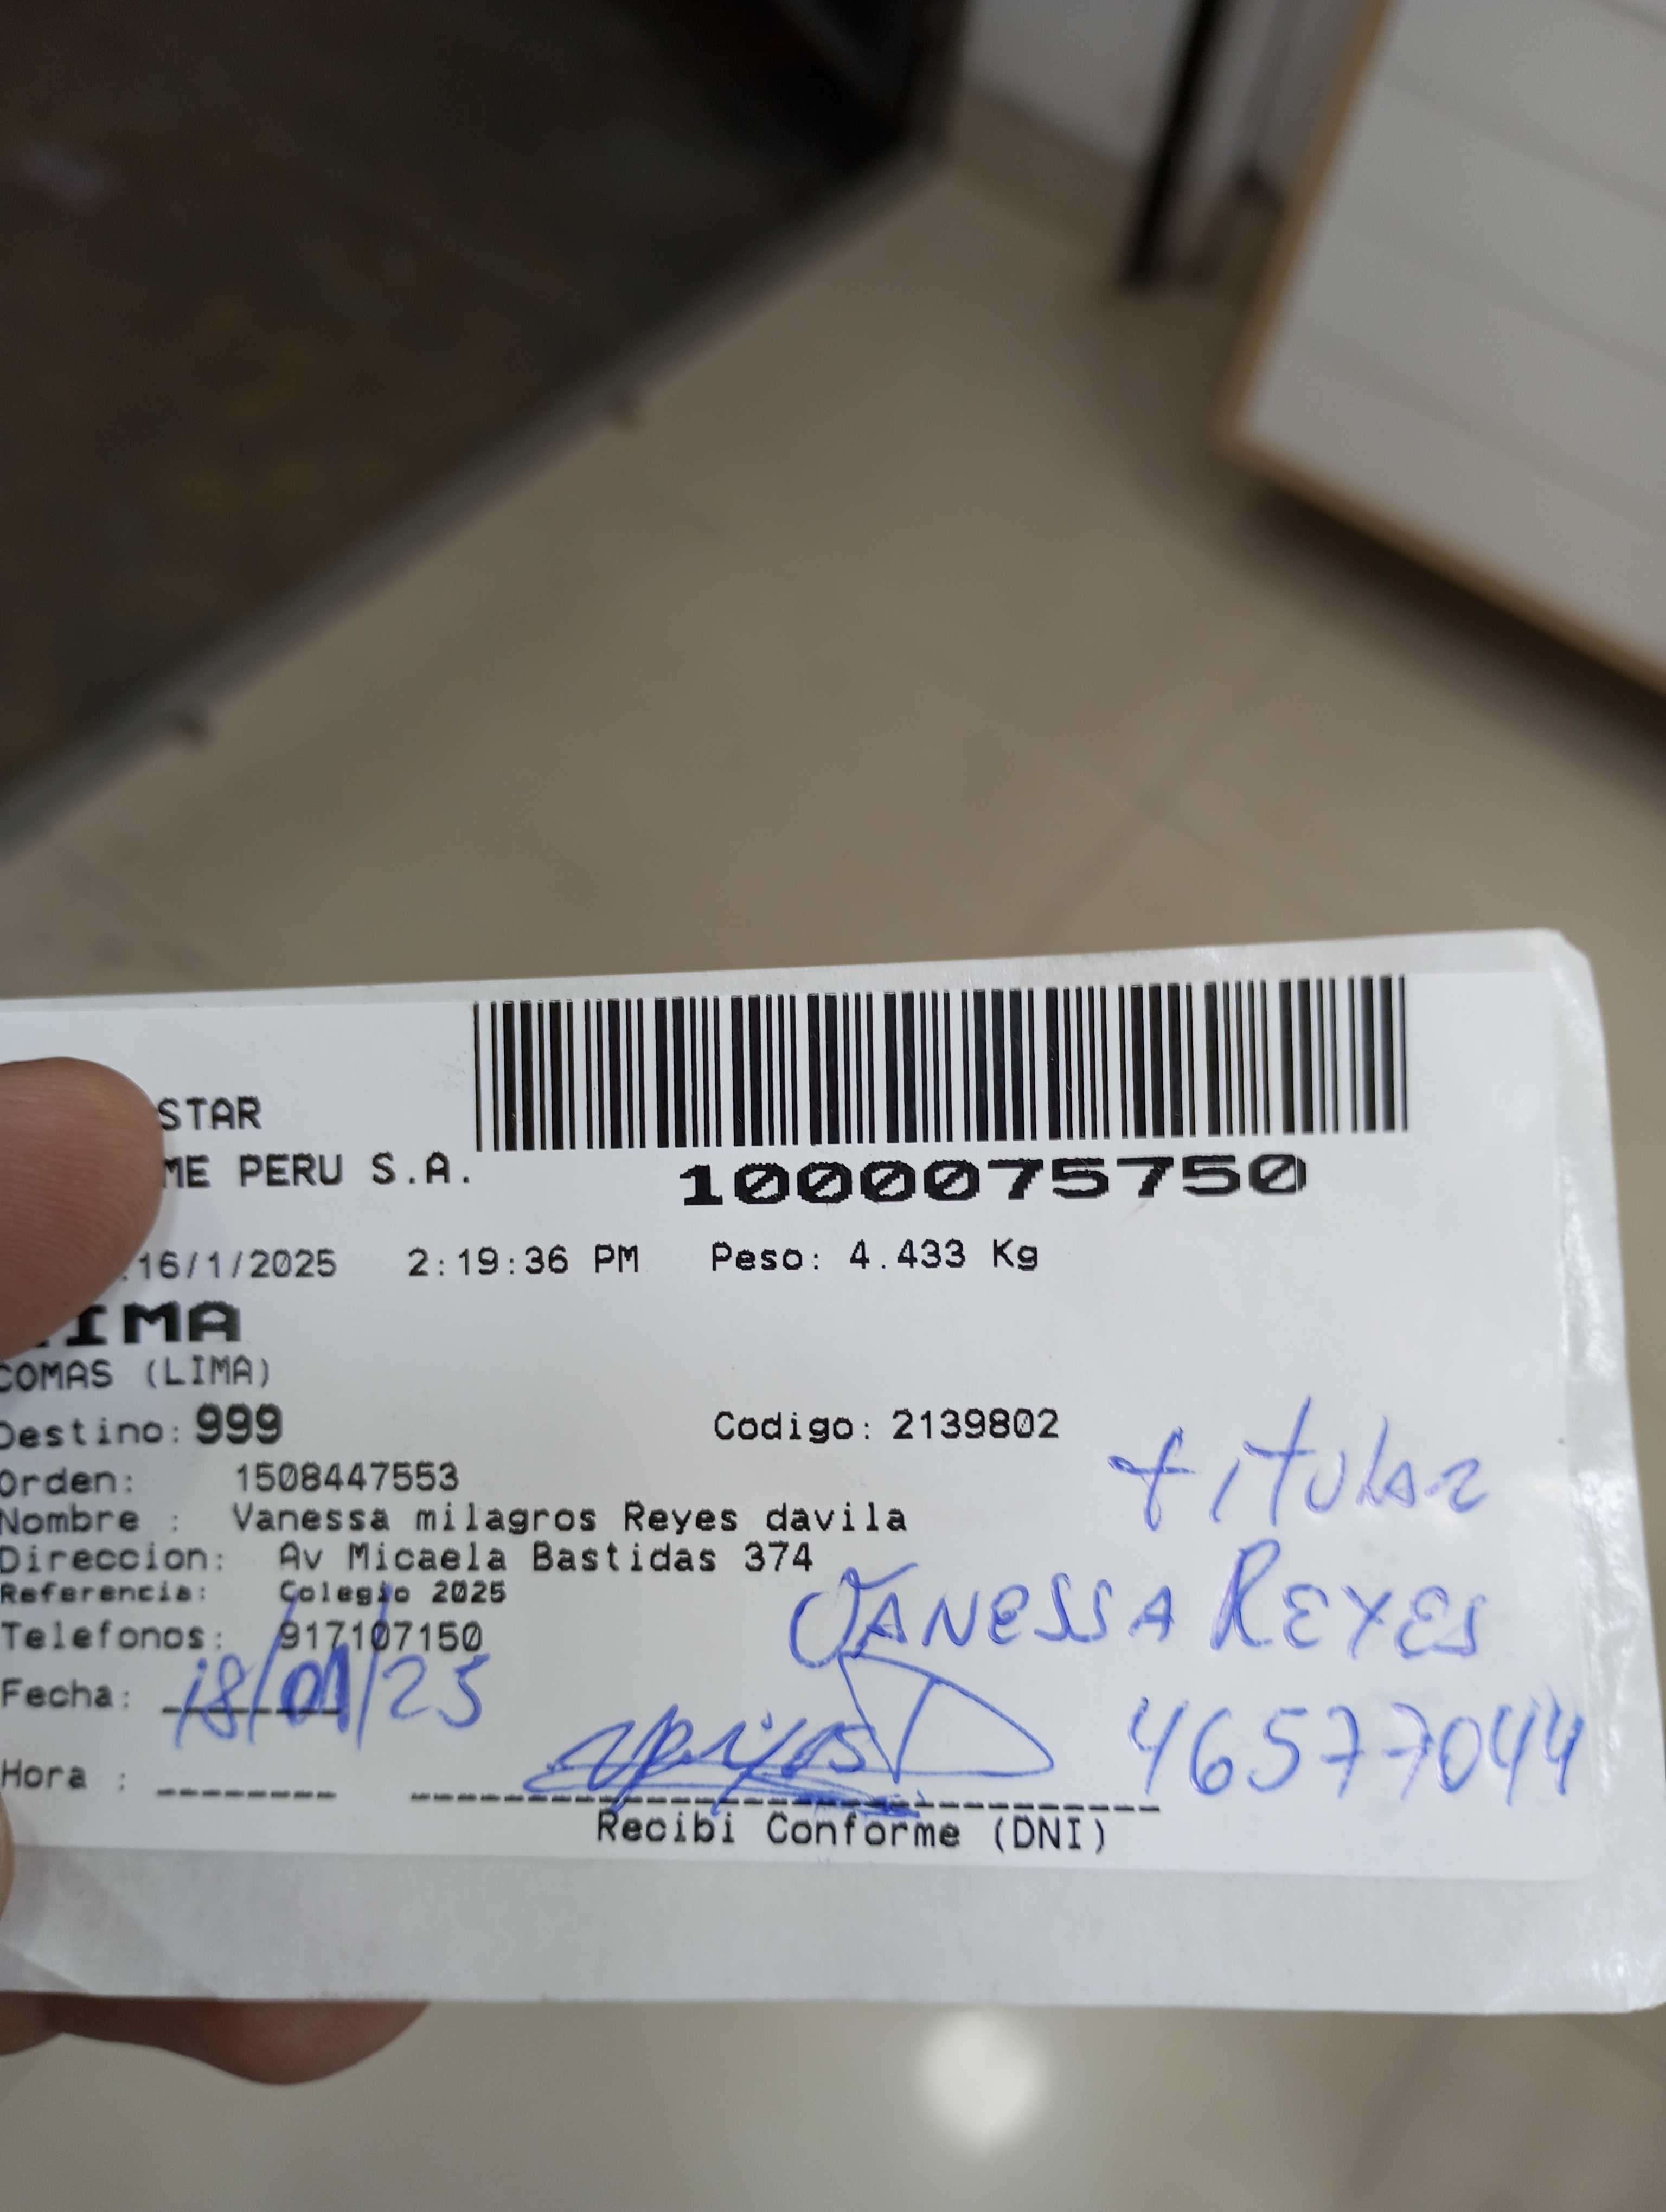 STAR
ME PERU S.A.
1000075750
16/1/2025 2:19:36 PM Peso: 4.433 Kg
LIMA
COMAS (LIMA)
Destino: 999 Codigo: 2139802
Orden: 1508447553
titular
Nombre : Vanessa milagros Reyes davila
Direccion: Av Micaela Bastidas 374
Referencia: Colegio 2025
VANESSA REYES
Telefonos: 917107150
Fecha: 18/01/25
46577044
Hora :
Recibi Conforme (DNI)